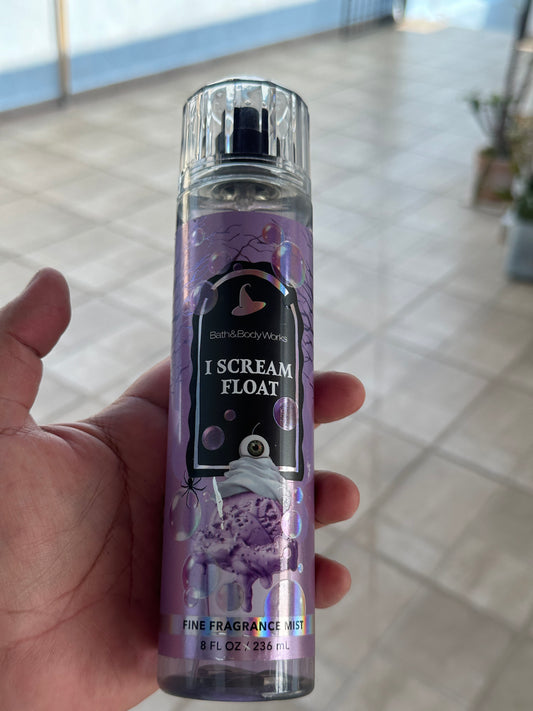 Bath&BodyWorks
I SCREAM
FLOAT
FINE FRAGRANCE MIST
8 FL OZ / 236 mL